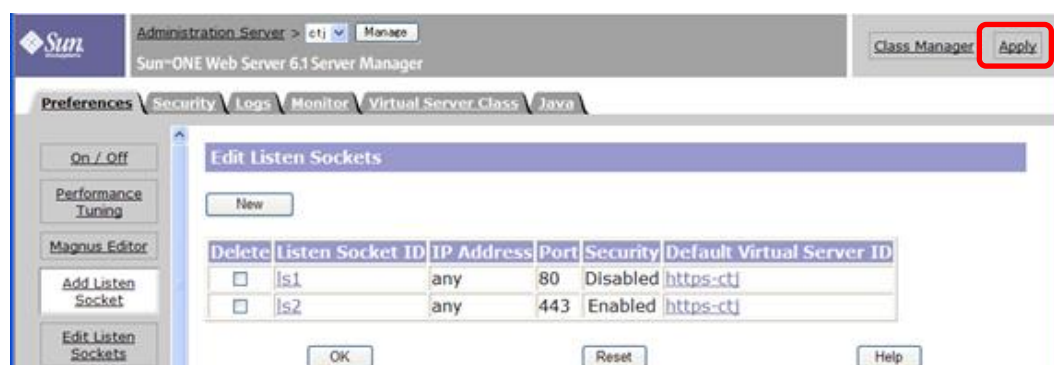 Sun
Administration Server > ctj Manage
Sun ONE Web Server 6.1 Server Manager
Class Manager Apply
Preferences Security Logs Monitor Virtual Server Class Java
On / Off
Performance
Tuning
Magnus Editor
Add Listen
Socket
Edit Listen
Sockets
Edit Listen Sockets
New
Delete Listen Socket ID IP Address Port Security Default Virtual Server ID
ls1 any 80 Disabled https-ctj
ls2 any 443 Enabled https-ctj
OK Reset Help